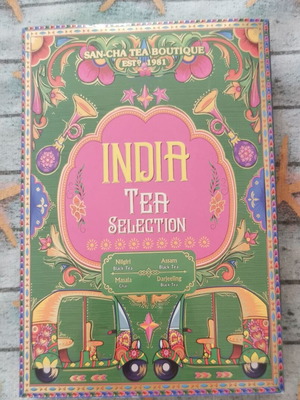 SAN-CHA TEA BOUTIQUE
ESTD 1981
INDIA
TEA
SELECTION
Nilgiri
Black Tea
Assam
Black Tea
Masala
Chai
Darjeeling
Black Tea